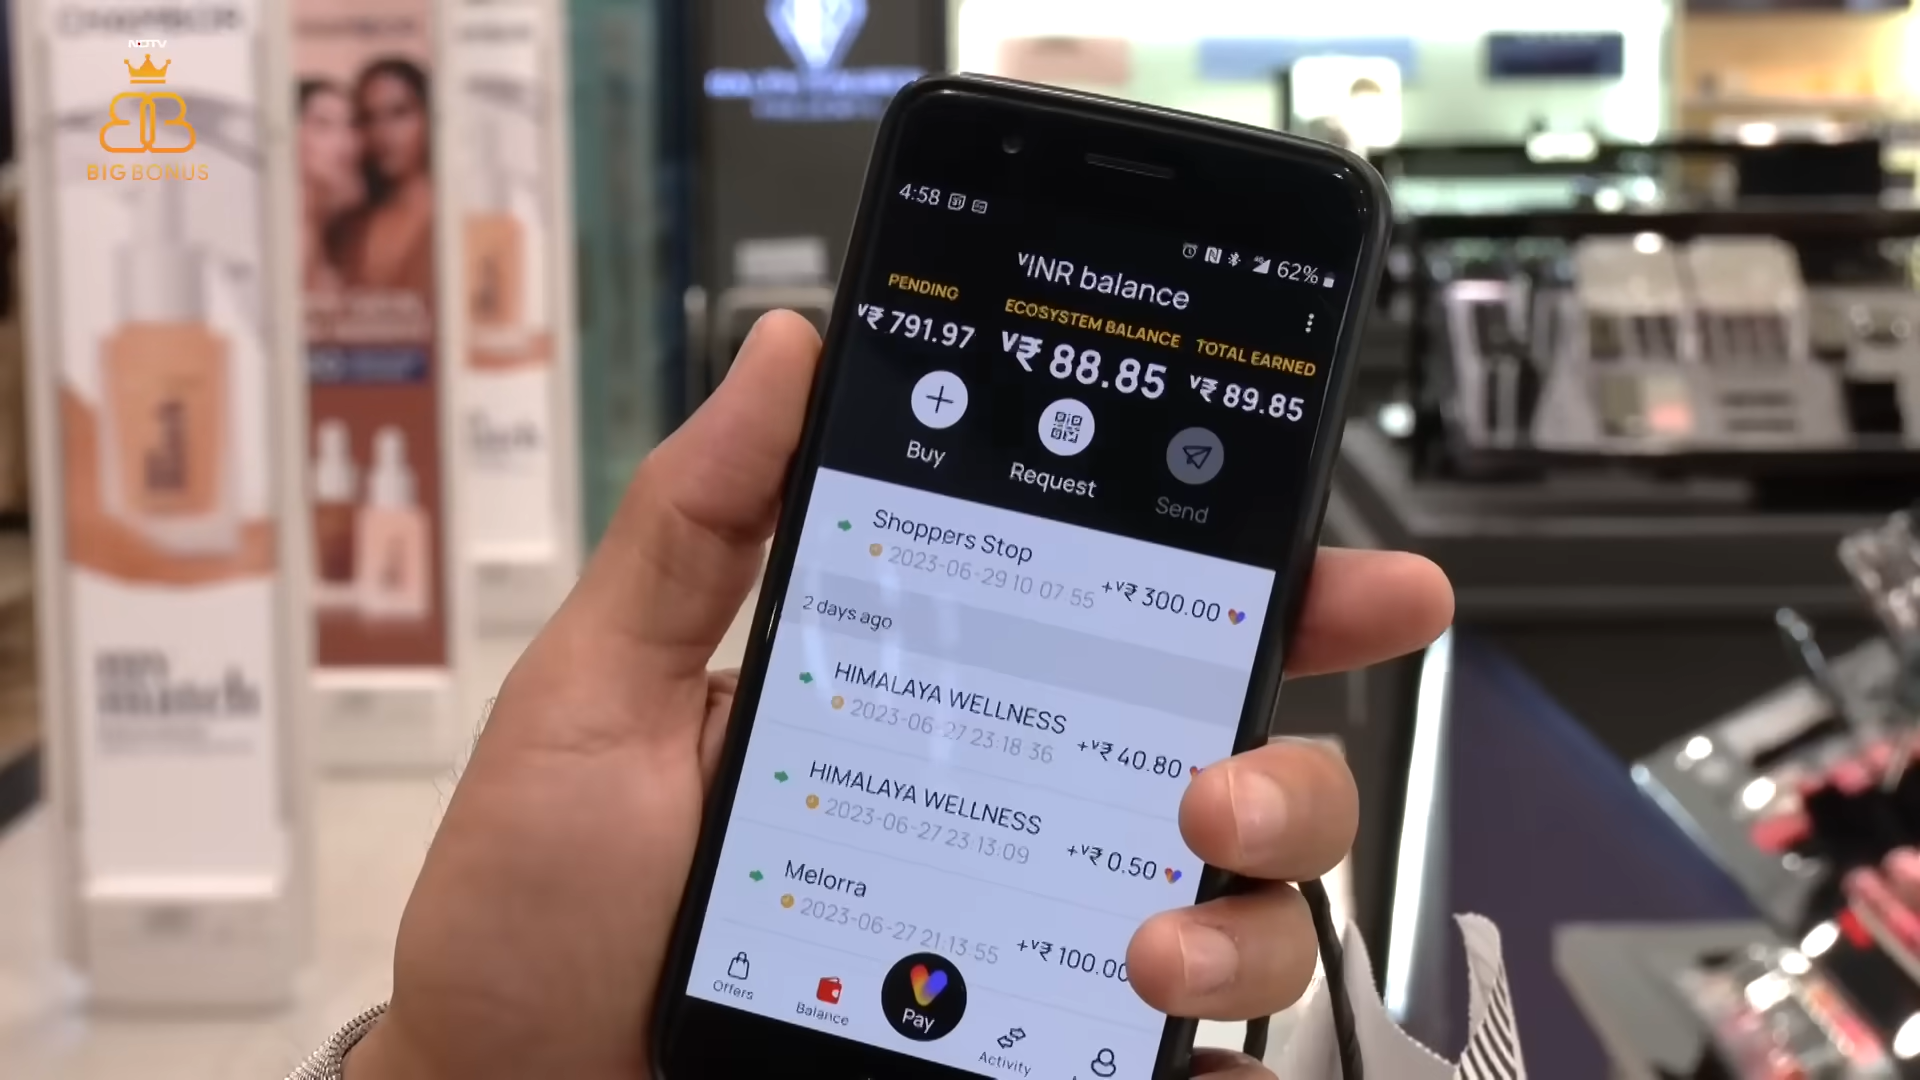 NDTV
BIG BONUS
4:58
62%
ᵛINR balance
PENDING
ᵛ₹ 791.97
ECOSYSTEM BALANCE
ᵛ₹ 88.85
TOTAL EARNED
ᵛ₹ 89.85
Buy
Request
Send
Shoppers Stop
2023-06-29 10 07 55
+ᵛ₹ 300.00
2 days ago
HIMALAYA WELLNESS
2023-06-27 23:18 36
+ᵛ₹ 40.80
HIMALAYA WELLNESS
2023-06-27 23:13:09
+ᵛ₹ 0.50
Melorra
2023-06-27 21:13:55
+ᵛ₹ 100.00
Offers
Balance
Pay
Activity